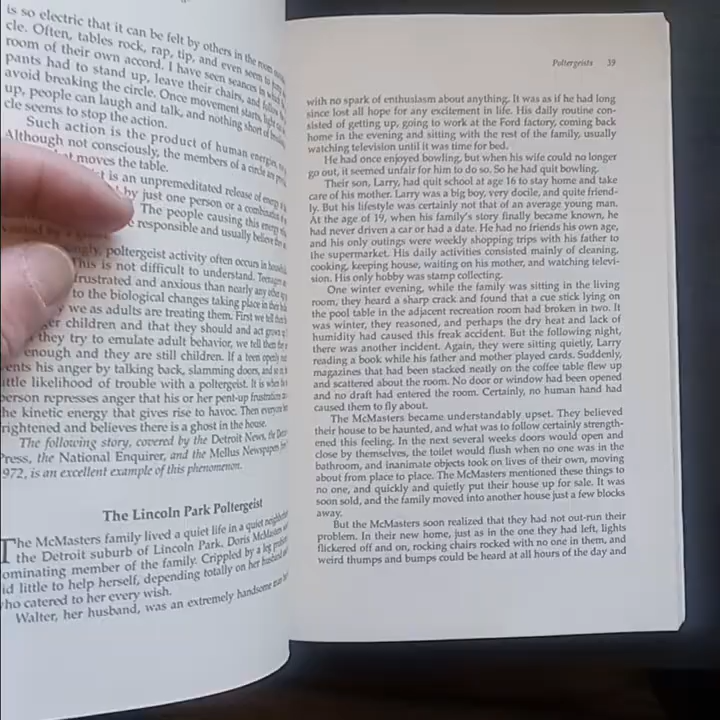 is so electric that it can be felt by others in the room
cle. Often, tables rock, rap, tip, and even seem to
room of their own accord. I have seen seances in which
pants had to stand up, leave their chairs, and follow
avoid breaking the circle. Once movement starts,
up, people can laugh and talk, and nothing short of
cle seems to stop the action.
Such action is the product of human energies,
Although not consciously, the members of a circle are
moves the table.
is an unpremeditated release of energy
by just one person or a combination
The people causing this energy
responsible and usually believe
poltergeist activity often occurs in
This is not difficult to understand. Teenagers
frustrated and anxious than nearly any other
to the biological changes taking place in their
we as adults are treating them. First we tell them
children and that they should and act grown
they try to emulate adult behavior, we tell them
enough and they are still children. If a teen openly
ents his anger by talking back, slamming doors, and
ittle likelihood of trouble with a poltergeist. It is when
person represses anger that his or her pent-up frustration
he kinetic energy that gives rise to havoc. Then everyone
rightened and believes there is a ghost in the house.
The following story, covered by the Detroit News, the
Press, the National Enquirer, and the Mellus Newspapers
972, is an excellent example of this phenomenon.
The Lincoln Park Poltergeist
The McMasters family lived a quiet life in a quiet
the Detroit suburb of Lincoln Park. Doris McMasters
ominating member of the family. Crippled by a
id little to help herself, depending totally on her husband
ho catered to her every wish.
Walter, her husband, was an extremely handsome
Poltergeists 39
with no spark of enthusiasm about anything. It was as if he had long
since lost all hope for any excitement in life. His daily routine con-
sisted of getting up, going to work at the Ford factory, coming back
home in the evening and sitting with the rest of the family, usually
watching television until it was time for bed.
He had once enjoyed bowling, but when his wife could no longer
go out, it seemed unfair for him to do so. So he had quit bowling.
Their son, Larry, had quit school at age 16 to stay home and take
care of his mother. Larry was a big boy, very docile, and quite friend-
ly. But his lifestyle was certainly not that of an average young man.
At the age of 19, when his family's story finally became known, he
had never driven a car or had a date. He had no friends his own age,
and his only outings were weekly shopping trips with his father to
the supermarket. His daily activities consisted mainly of cleaning,
cooking, keeping house, waiting on his mother, and watching televi-
sion. His only hobby was stamp collecting.
One winter evening, while the family was sitting in the living
room, they heard a sharp crack and found that a cue stick lying on
the pool table in the adjacent recreation room had broken in two. It
was winter, they reasoned, and perhaps the dry heat and lack of
humidity had caused this freak accident. But the following night,
there was another incident. Again, they were sitting quietly, Larry
reading a book while his father and mother played cards. Suddenly,
magazines that had been stacked neatly on the coffee table flew up
and scattered about the room. No door or window had been opened
and no draft had entered the room. Certainly, no human hand had
caused them to fly about.
The McMasters became understandably upset. They believed
their house to be haunted, and what was to follow certainly strength-
ened this feeling. In the next several weeks doors would open and
close by themselves, the toilet would flush when no one was in the
bathroom, and inanimate objects took on lives of their own, moving
about from place to place. The McMasters mentioned these things to
no one, and quickly and quietly put their house up for sale. It was
soon sold, and the family moved into another house just a few blocks
away.
But the McMasters soon realized that they had not out-run their
problem. In their new home, just as in the one they had left, lights
flickered off and on, rocking chairs rocked with no one in them, and
weird thumps and bumps could be heard at all hours of the day and